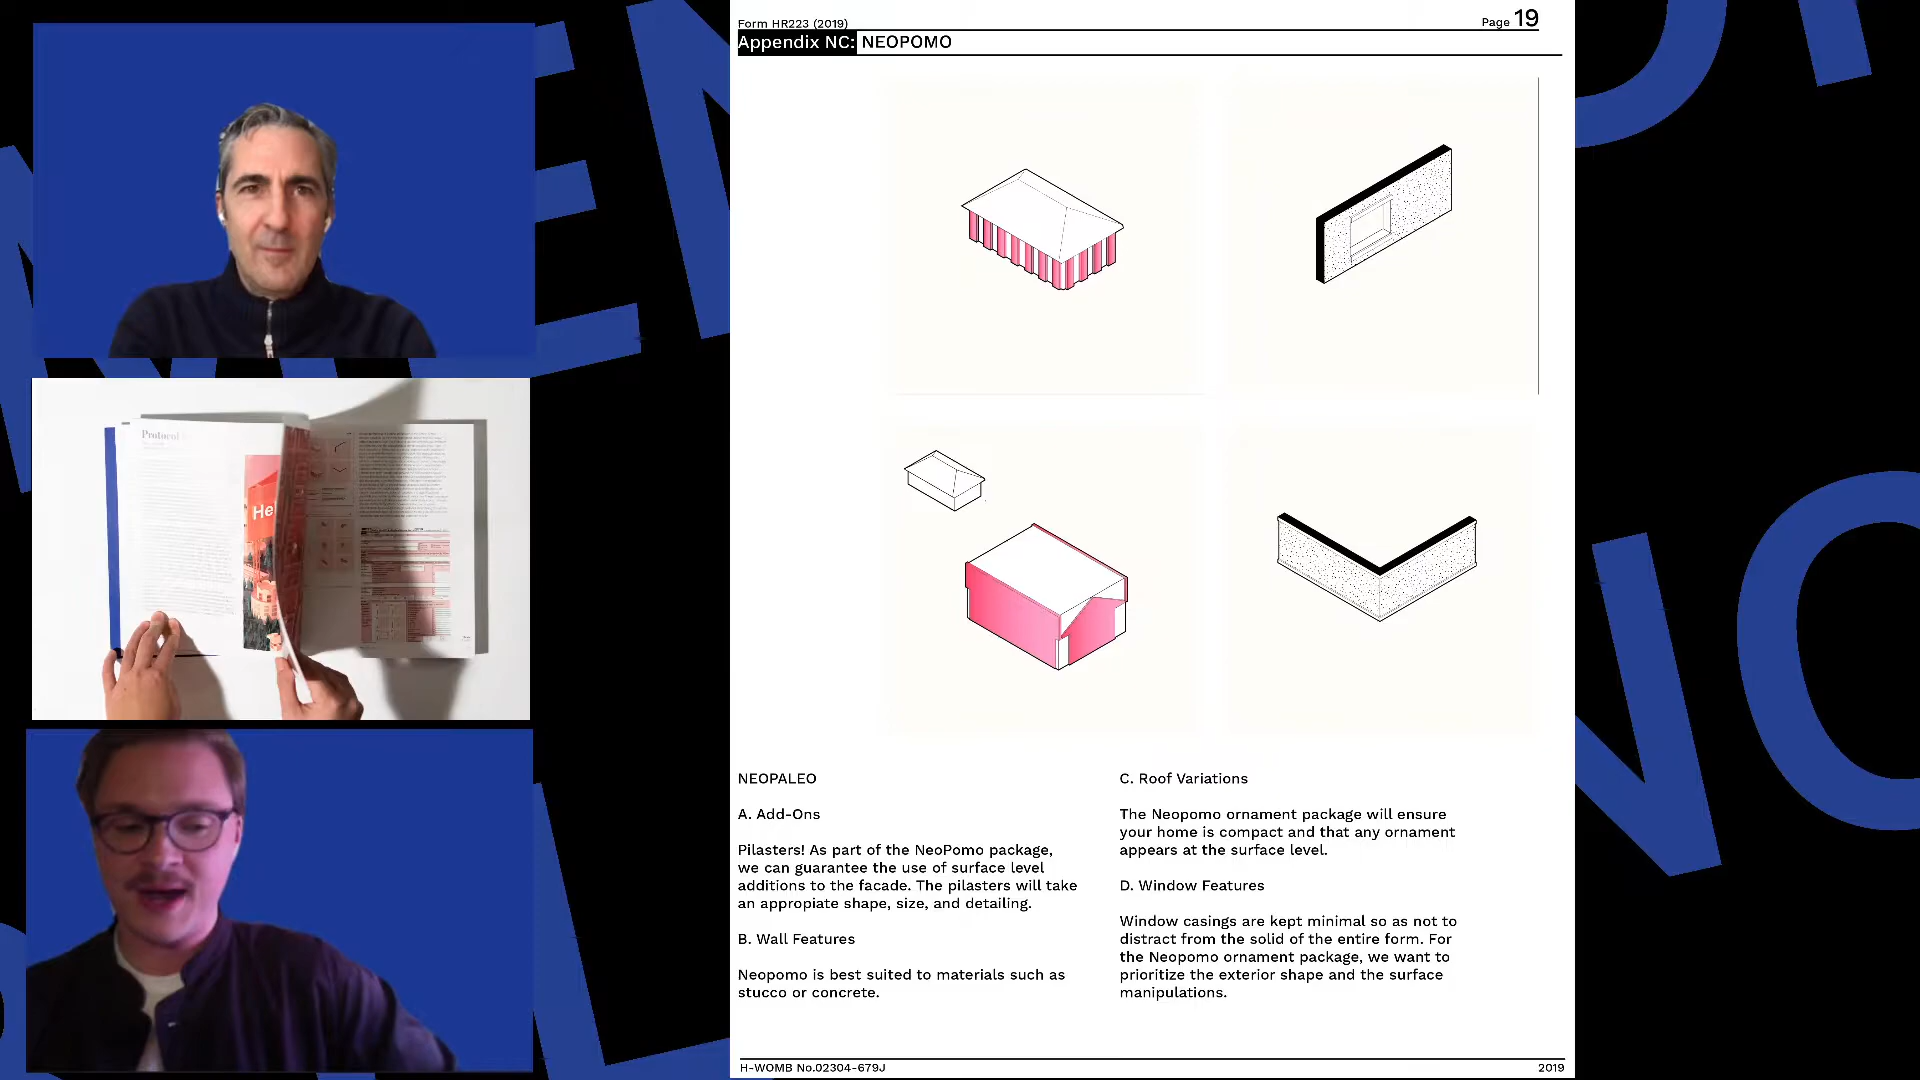 Form HR223 (2019)
Page 19
Appendix NC: NEOPOMO
NEOPALEO
A. Add-Ons
Pilasters! As part of the NeoPomo package,
we can guarantee the use of surface level
additions to the facade. The pilasters will take
an appropiate shape, size, and detailing.
B. Wall Features
Neopomo is best suited to materials such as
stucco or concrete.
C. Roof Variations
The Neopomo ornament package will ensure
your home is compact and that any ornament
appears at the surface level.
D. Window Features
Window casings are kept minimal so as not to
distract from the solid of the entire form. For
the Neopomo ornament package, we want to
prioritize the exterior shape and the surface
manipulations.
H-WOMB No.02304-679J
2019
Protocol